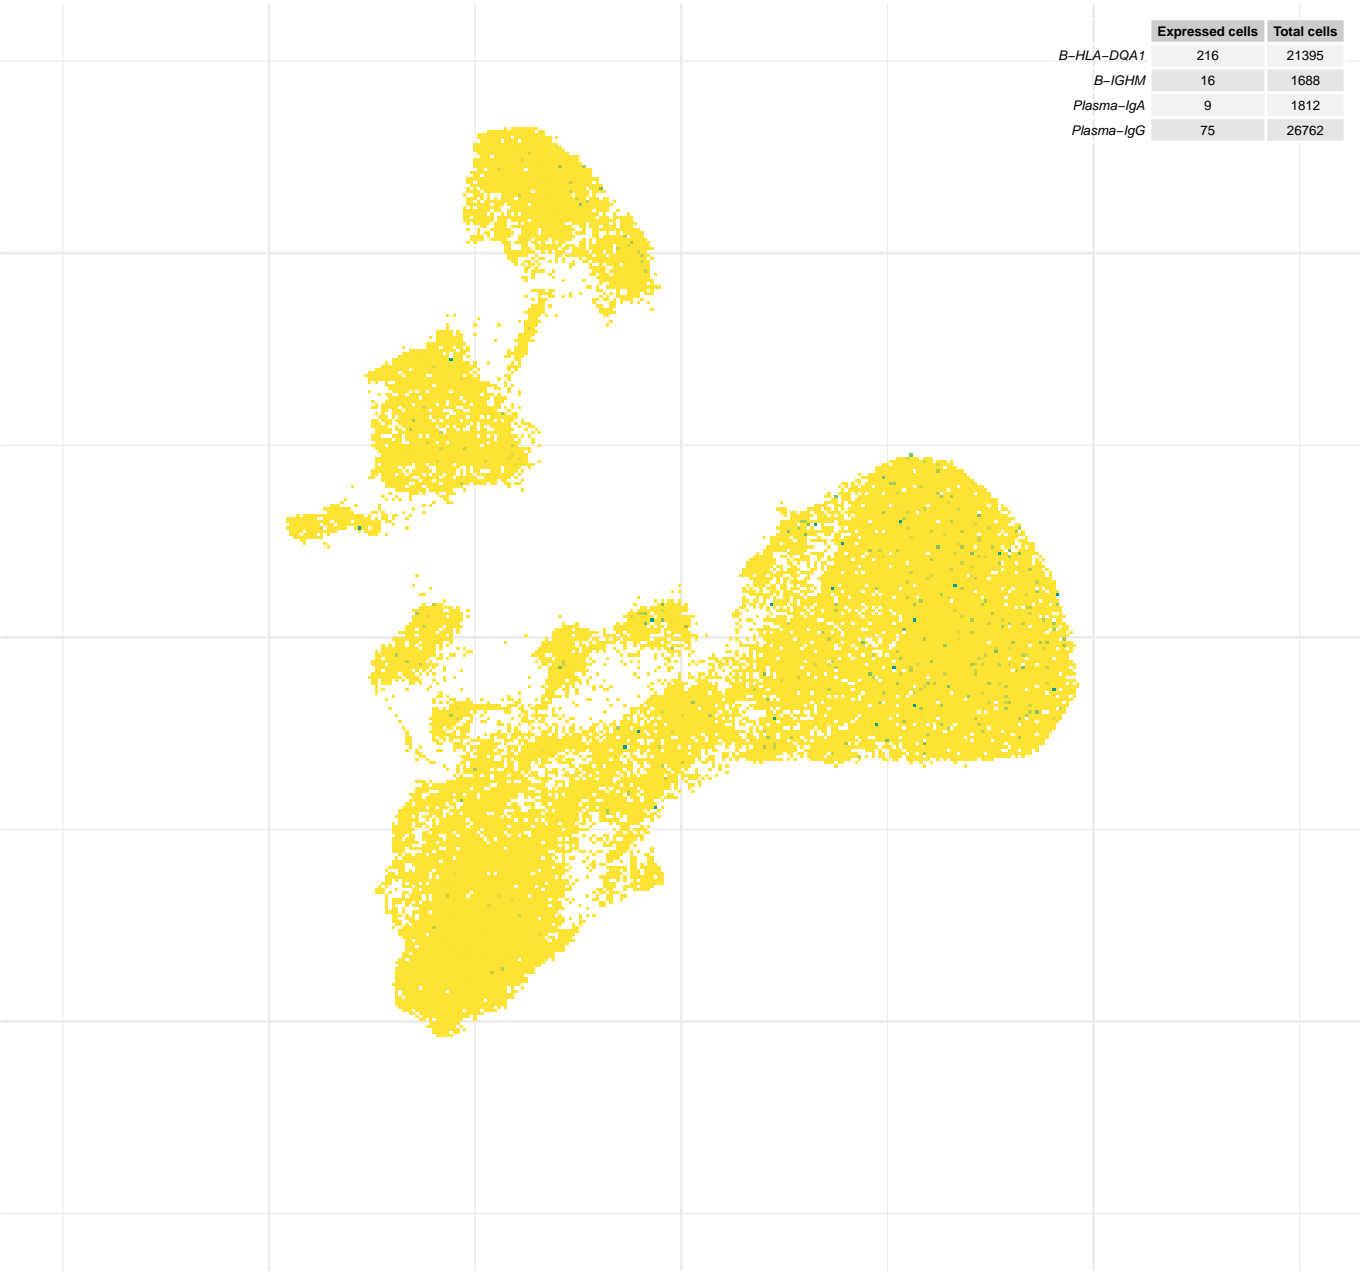 Expressed cells Total cells
B−HLA−DQA1 216 21395
B−IGHM 16 1688
Plasma−IgA 9 1812
Plasma−IgG 75 26762